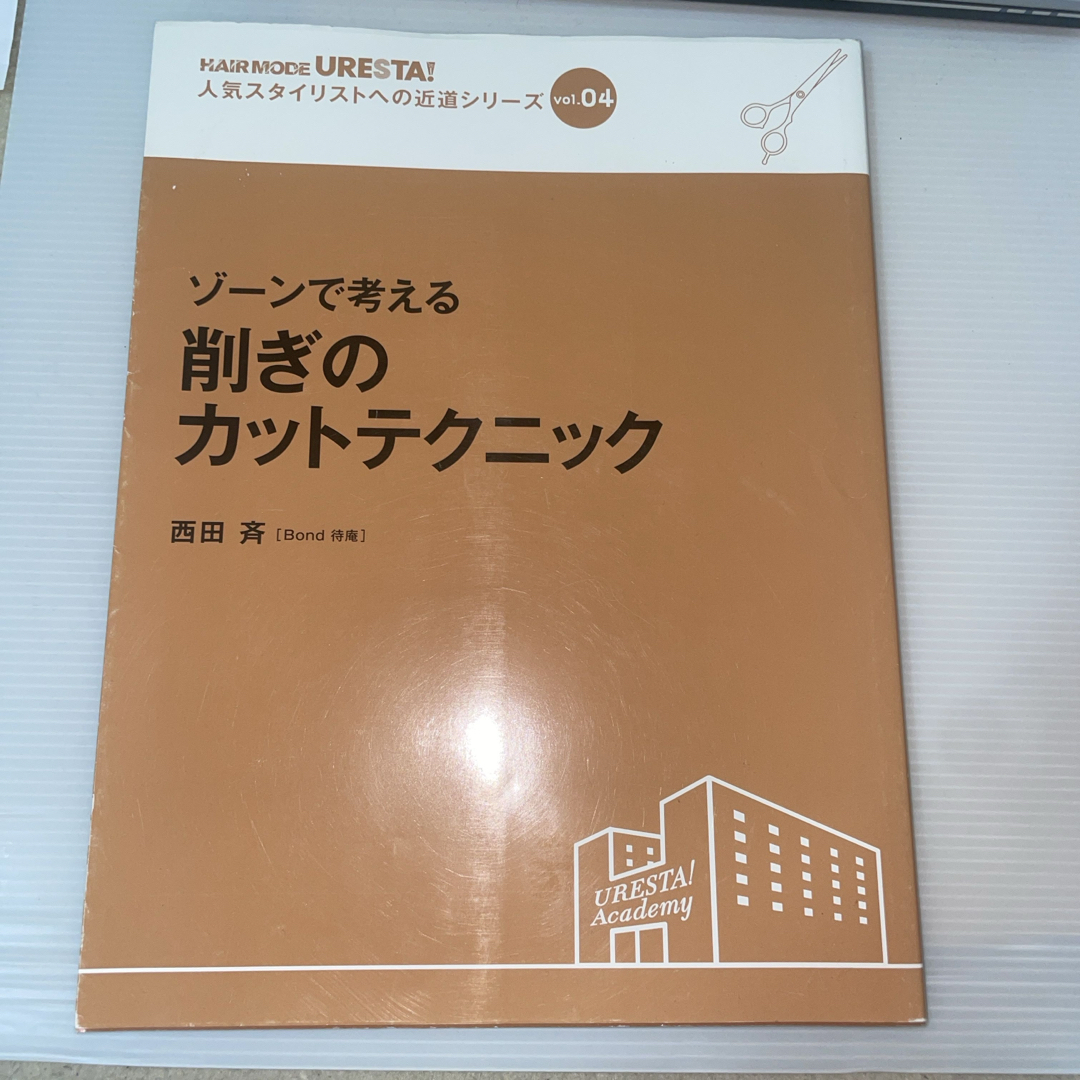 HAIR MODE URESTA!
人気スタイリストへの近道シリーズ vol.04
ゾーンで考える
削ぎの
カットテクニック
西田 斉 [Bond 待庵]
URESTA!
Academy